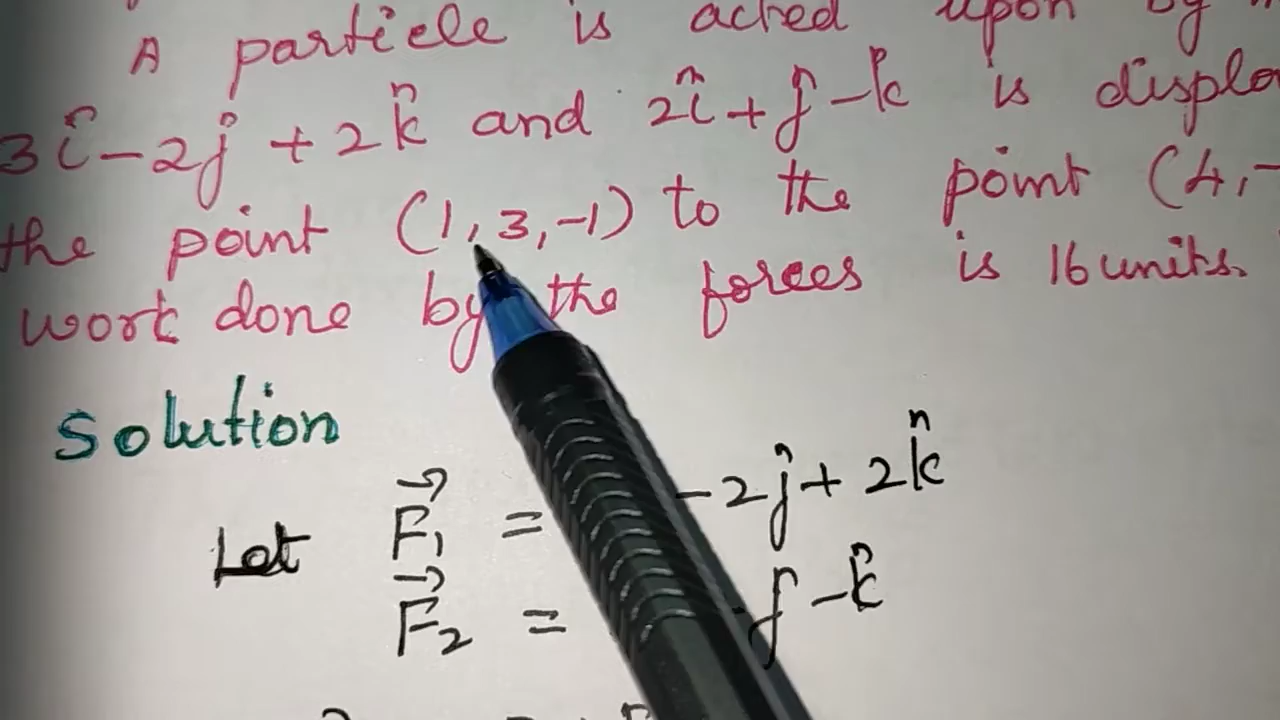 A particle is acted upon by
3î - 2ĵ + 2k̂ and 2î + ĵ - k̂ is displa
the point (1, 3, -1) to the point (4, -
work done by the forces is 16 units.
Solution
Let F⃗₁ = - 2ĵ + 2k̂
F⃗₂ = ĵ - k̂